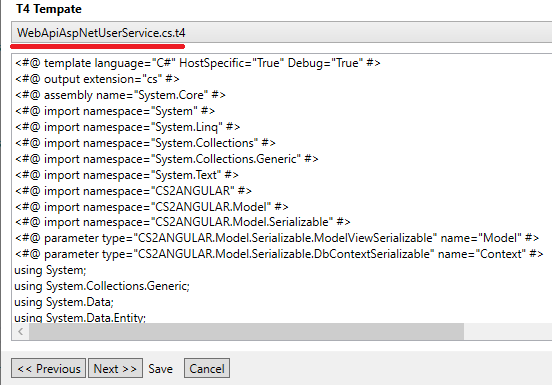 T4 Tempate
WebApiAspNetUserService.cs.t4
<#@ template language="C#" HostSpecific="True" Debug="True" #>
<#@ output extension="cs" #>
<#@ assembly name="System.Core" #>
<#@ import namespace="System" #>
<#@ import namespace="System.Linq" #>
<#@ import namespace="System.Collections" #>
<#@ import namespace="System.Collections.Generic" #>
<#@ import namespace="System.Text" #>
<#@ import namespace="CS2ANGULAR" #>
<#@ import namespace="CS2ANGULAR.Model" #>
<#@ import namespace="CS2ANGULAR.Model.Serializable" #>
<#@ parameter type="CS2ANGULAR.Model.Serializable.ModelViewSerializable" name="Model" #>
<#@ parameter type="CS2ANGULAR.Model.Serializable.DbContextSerializable" name="Context" #>
using System;
using System.Collections.Generic;
using System.Data;
using System.Data.Entity;
<< Previous Next >> Save Cancel